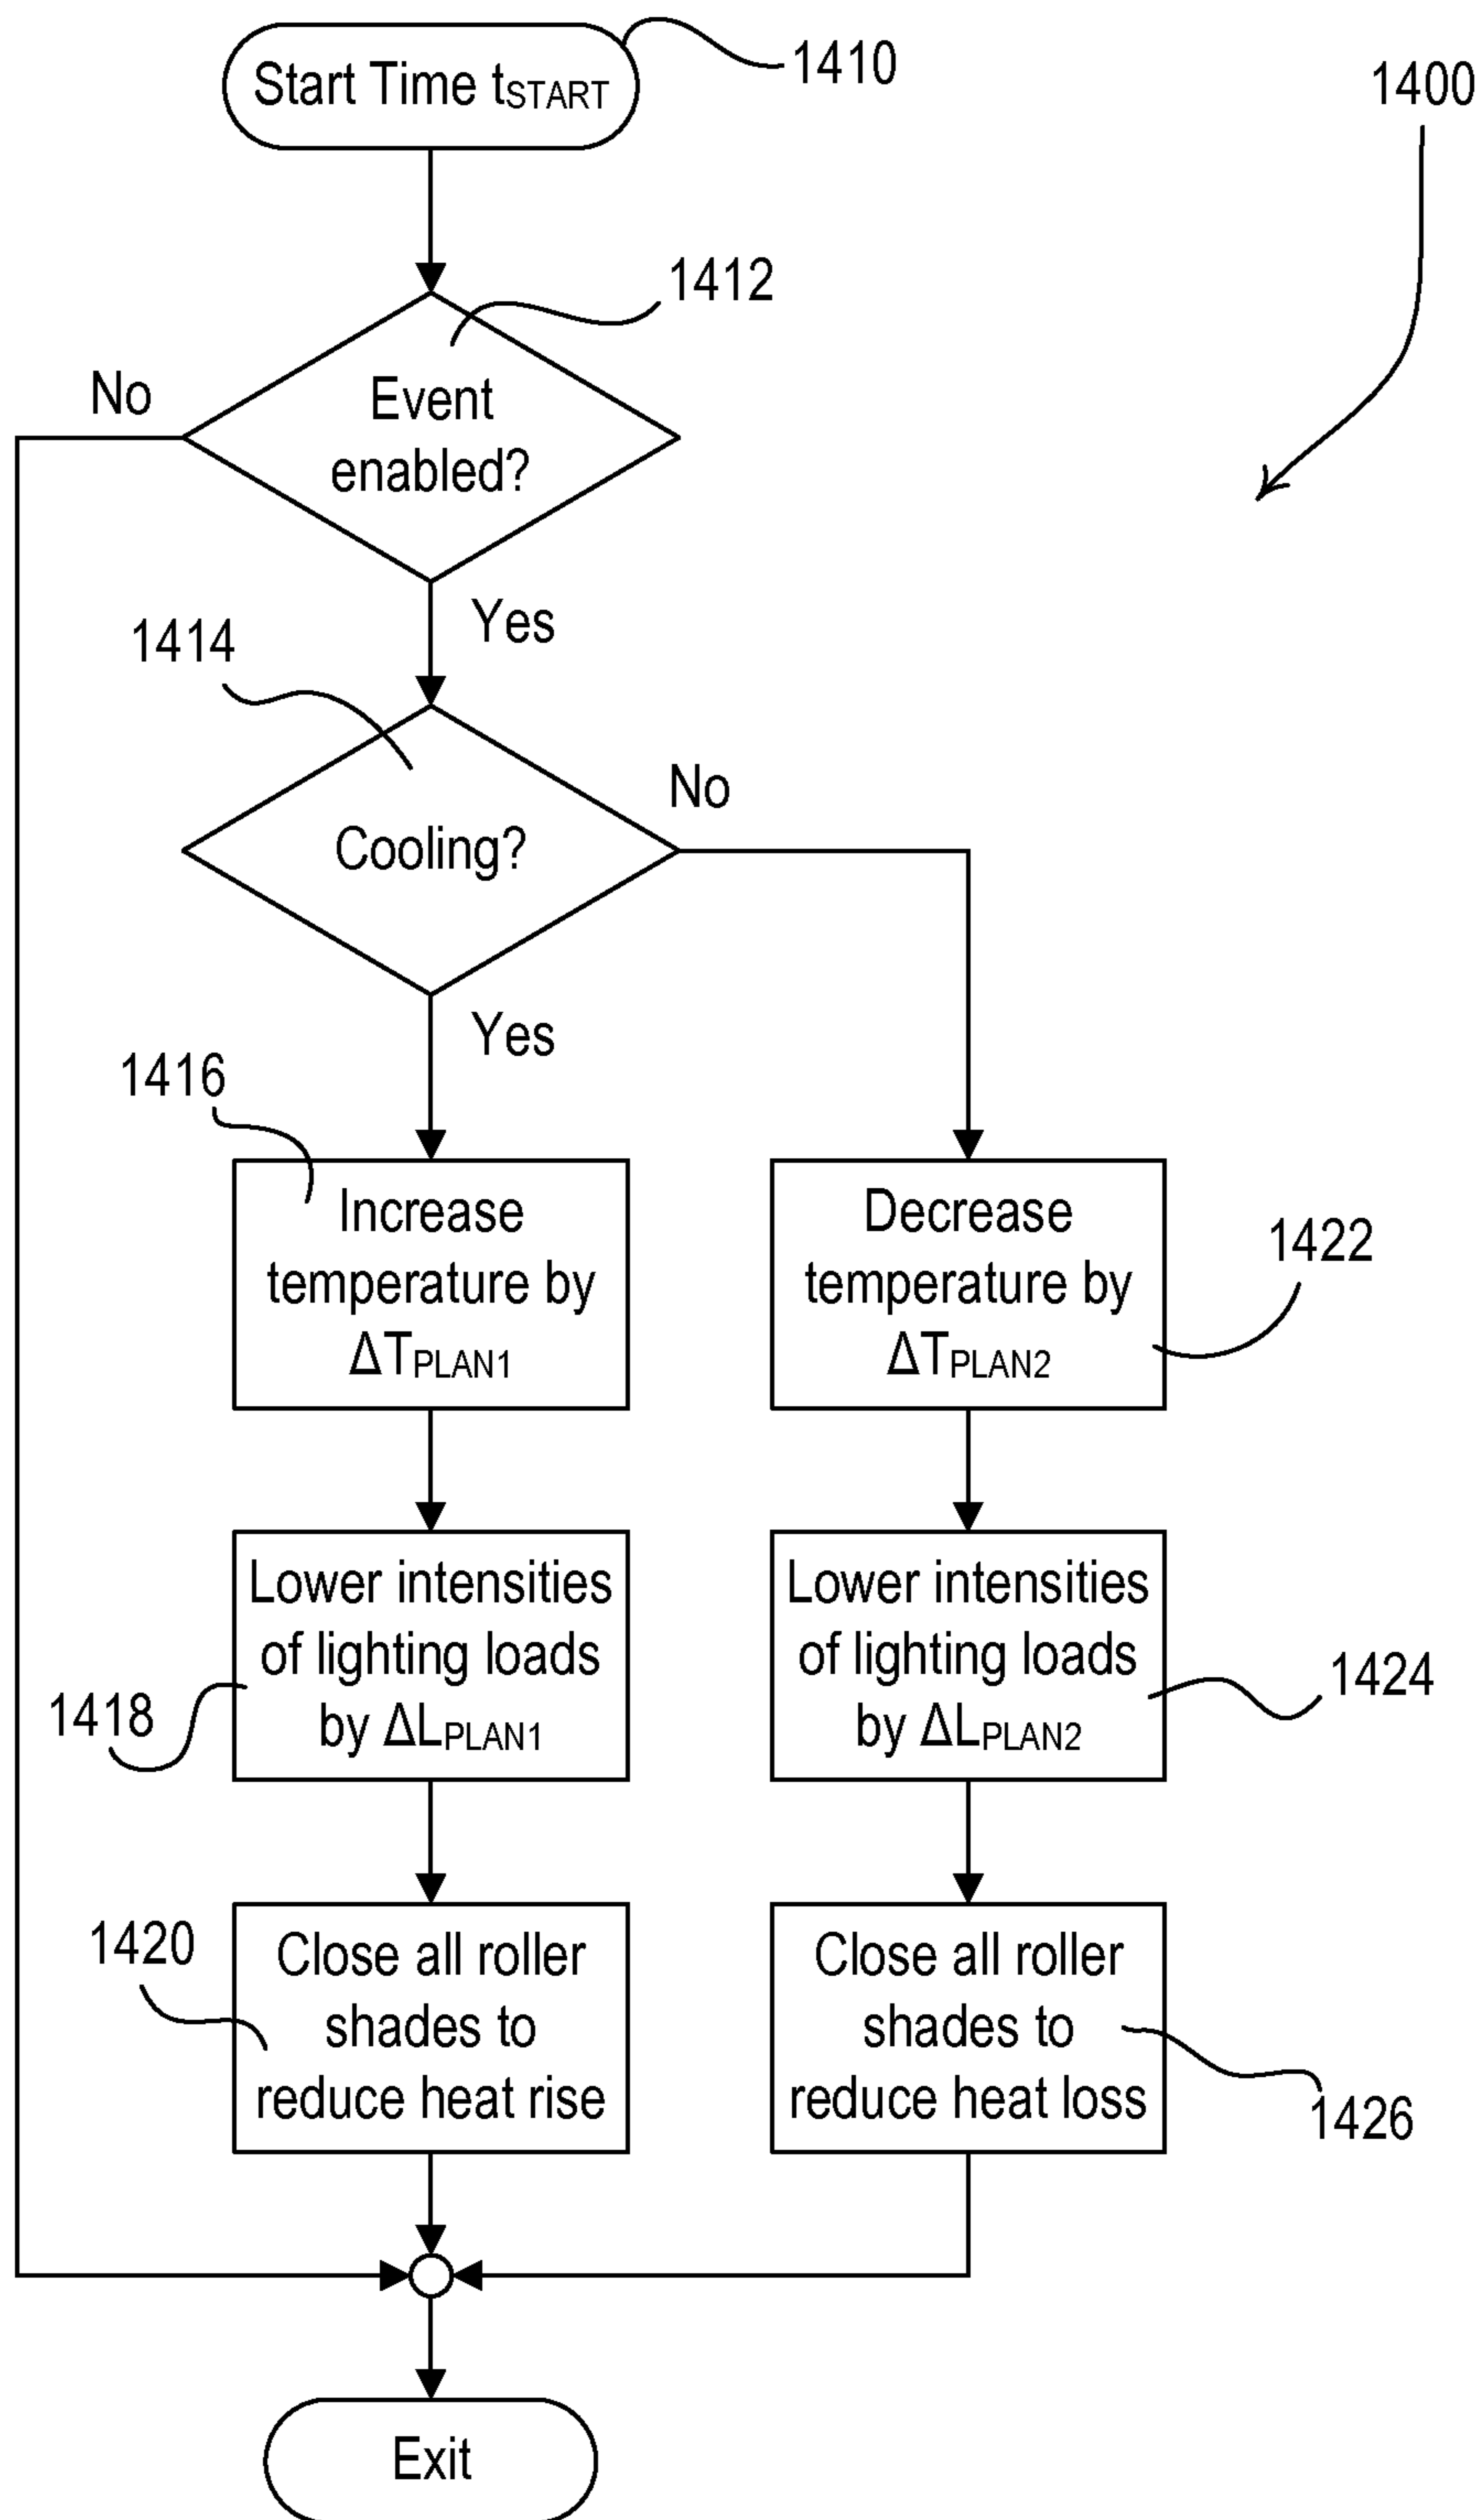 Start Time tSTART
1410
1400
1412
No
Event
enabled?
Yes
1414
No
Cooling?
Yes
1416
Increase
temperature by
ΔTPLAN1
Decrease
temperature by
ΔTPLAN2
1422
Lower intensities
of lighting loads
by ΔLPLAN1
1418
Lower intensities
of lighting loads
by ΔLPLAN2
1424
1420
Close all roller
shades to
reduce heat rise
Close all roller
shades to
reduce heat loss
1426
Exit